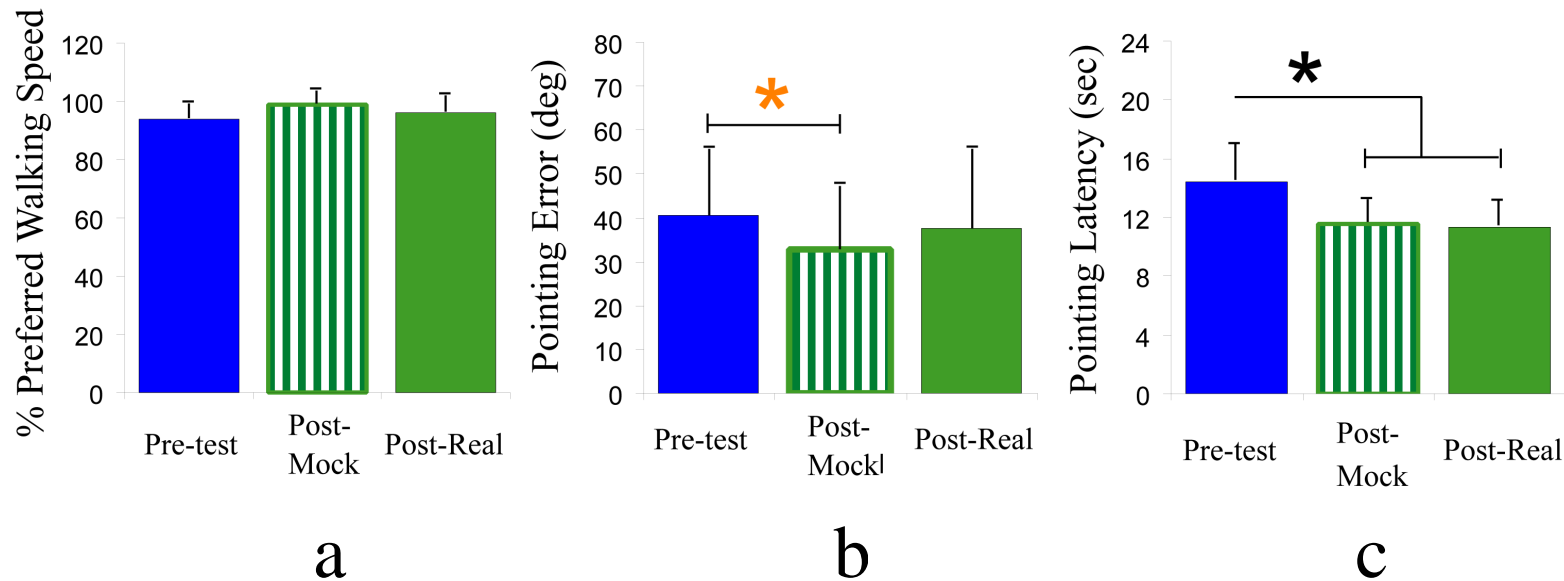 % Preferred Walking Speed
120
100
80
60
40
20
0
Pre-test
Post-
Mock
Post-Real
a
Pointing Error (deg)
80
70
60
50
40
30
20
10
0
*
Pre-test
Post-
Mock
Post-Real
b
Pointing Latency (sec)
24
20
16
12
8
4
0
*
Pre-test
Post-
Mock
Post-Real
c